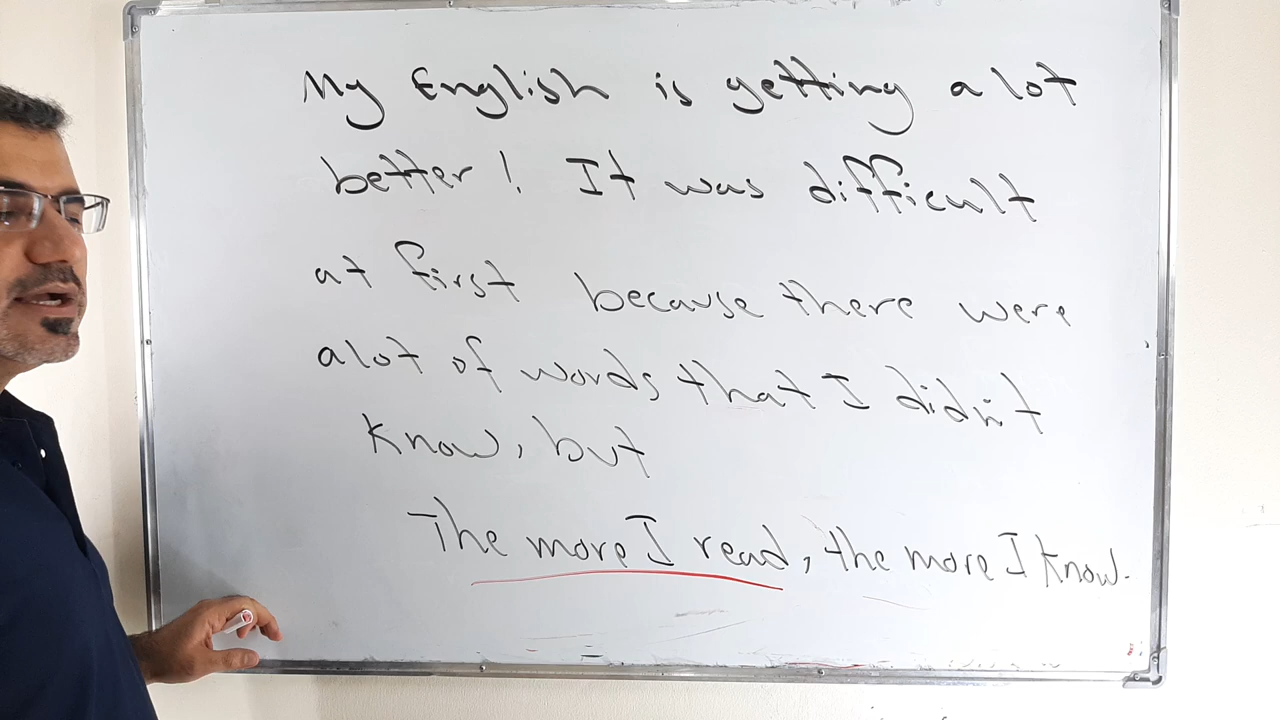 My English is getting a lot
better! It was difficult
at first because there were
alot of words that I didn't
know, but
The more I read, the more I know.